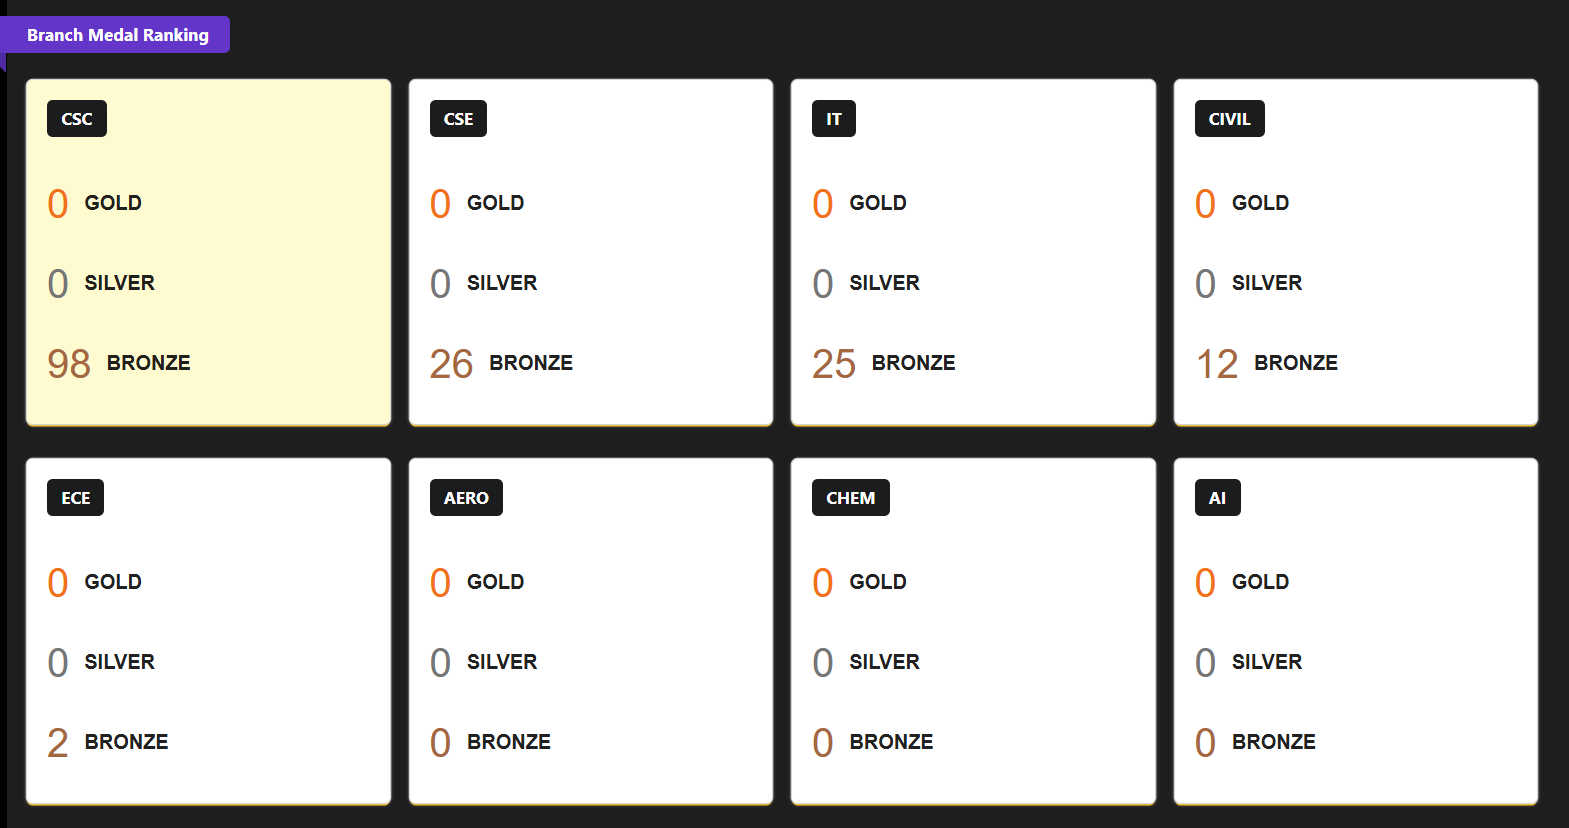 Branch Medal Ranking
CSC
0 GOLD
0 SILVER
98 BRONZE
CSE
0 GOLD
0 SILVER
26 BRONZE
IT
0 GOLD
0 SILVER
25 BRONZE
CIVIL
0 GOLD
0 SILVER
12 BRONZE
ECE
0 GOLD
0 SILVER
2 BRONZE
AERO
0 GOLD
0 SILVER
0 BRONZE
CHEM
0 GOLD
0 SILVER
0 BRONZE
AI
0 GOLD
0 SILVER
0 BRONZE